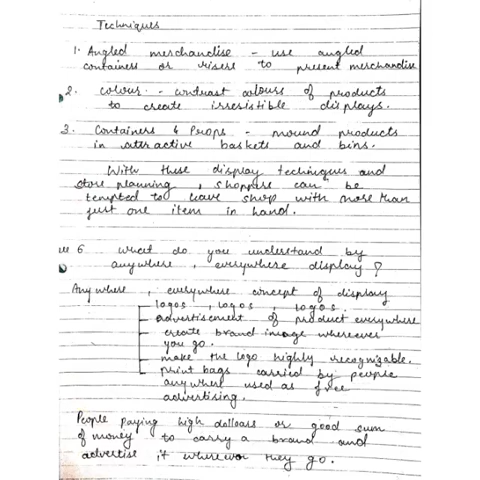 Techniques
1. Angled merchandise - use angled
containers or risers to present merchandise
2. colour - contrast colours of products
to create irresistible displays.
3. Containers & Props - mound products
in attractive baskets and bins.
With these display techniques and
store planning, shoppers can be
tempted to leave shop with more than
just one item in hand.
6 what do you understand by
anywhere, everywhere display?
Anywhere, everywhere concept of display
logos, logos, logos.
advertisement of product everywhere
create brand image wherever
you go.
make the logo highly recognizable.
print bags carried by people
anywhere used as free
advertising.
People paying high dollars or good sum
of money to carry a brand and
advertise it wherever they go.